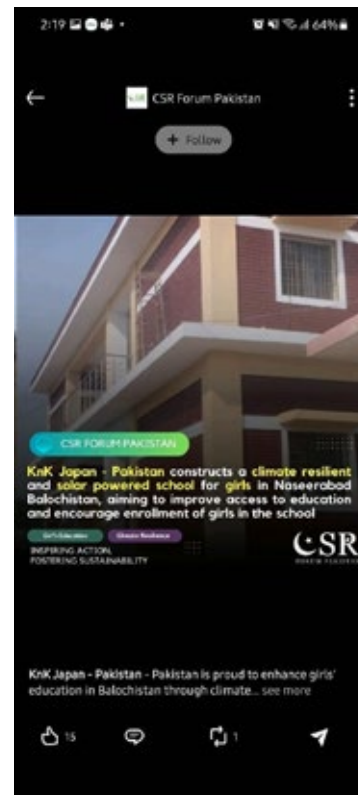 2:19
64%
CSR Forum Pakistan
+ Follow
CSR FORUM PAKISTAN
KnK Japan - Pakistan constructs a climate resilient
and solar powered school for girls in Naseerabad
Balochistan, aiming to improve access to education
and encourage enrollment of girls in the school
Girl's Education
Climate Resilience
INSPIRING ACTION,
FOSTERING SUSTAINABILITY
CSR
FORUM PAKISTAN
KnK Japan - Pakistan - Pakistan is proud to enhance girls'
education in Balochistan through climate... see more
15
1